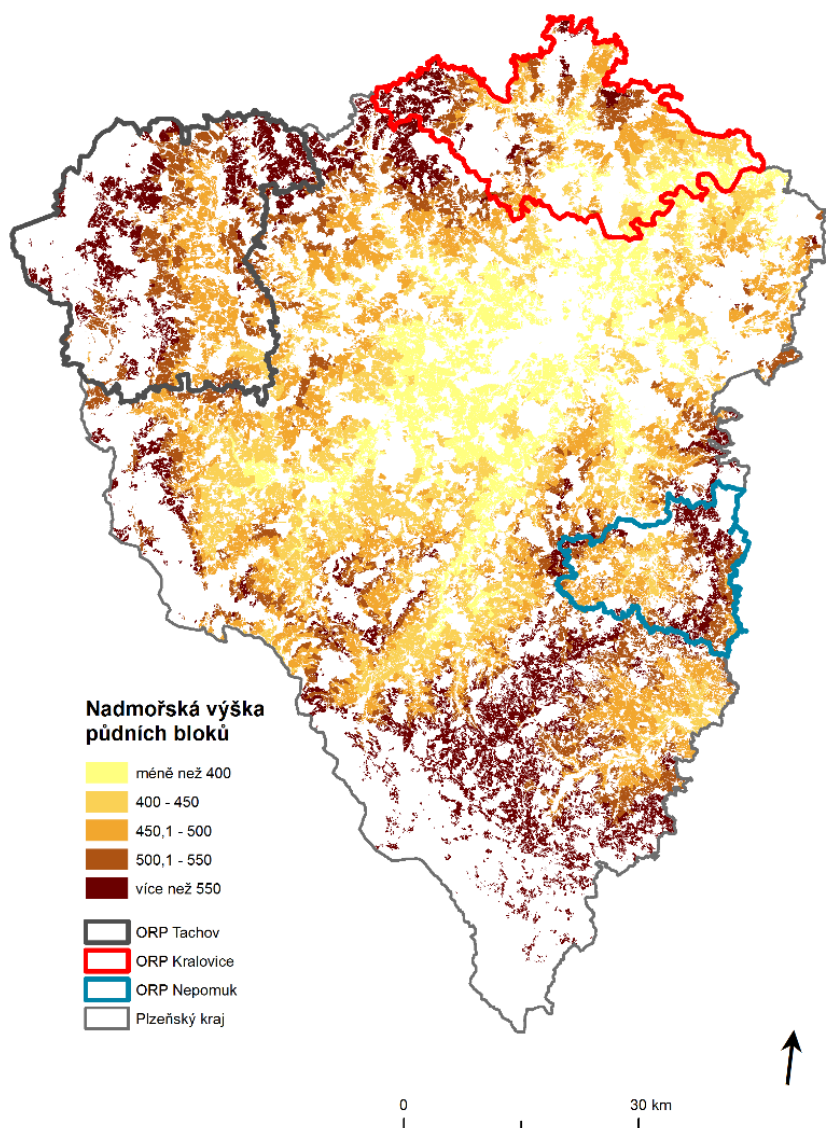 Nadmořská výška
půdních bloků
méně než 400
400 - 450
450,1 - 500
500,1 - 550
více než 550
ORP Tachov
ORP Kralovice
ORP Nepomuk
Plzeňský kraj
0 30 km